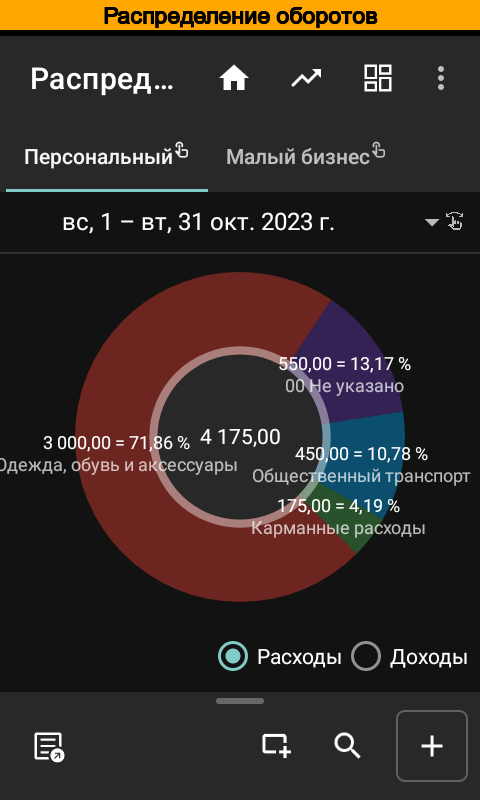 Распределение оборотов
Распред...
Персональный
Малый бизнес
вс, 1 – вт, 31 окт. 2023 г.
550,00 = 13,17 %
00 Не указано
3 000,00 = 71,86 %
4 175,00
Одежда, обувь и аксессуары
450,00 = 10,78 %
Общественный транспорт
175,00 = 4,19 %
Карманные расходы
Расходы
Доходы